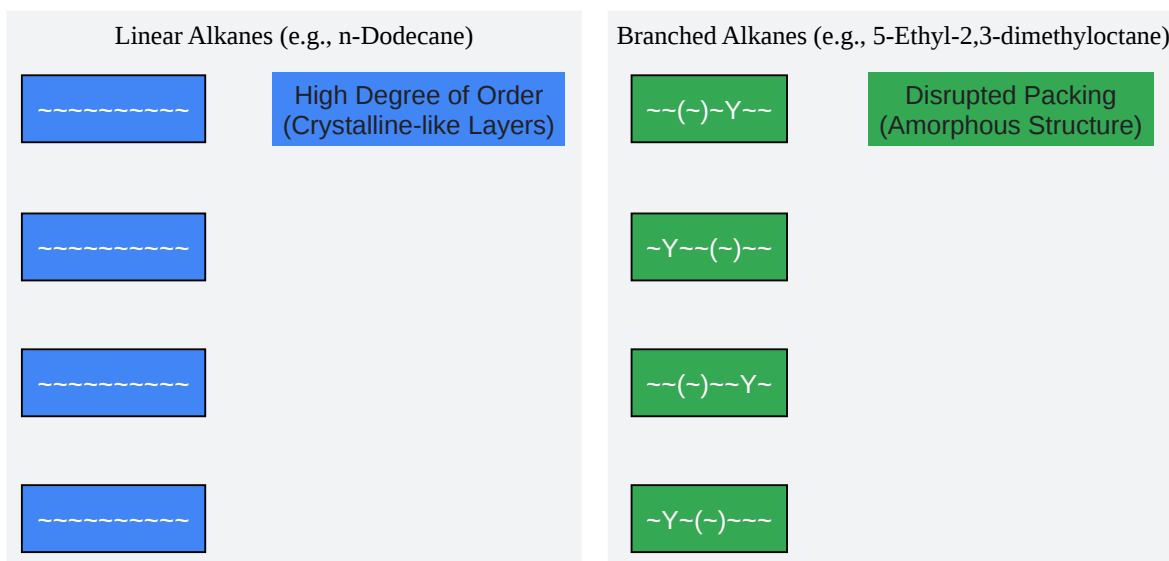 Linear Alkanes (e.g., n-Dodecane)
~~~~~~~~~~
High Degree of Order
(Crystalline-like Layers)
~~~~~~~~~~
~~~~~~~~~~
~~~~~~~~~~
Branched Alkanes (e.g., 5-Ethyl-2,3-dimethyloctane)
~~(~)~Y~~
Disrupted Packing
(Amorphous Structure)
~Y~~(~)~~
~~(~)~~Y~
~Y~(~)~~~